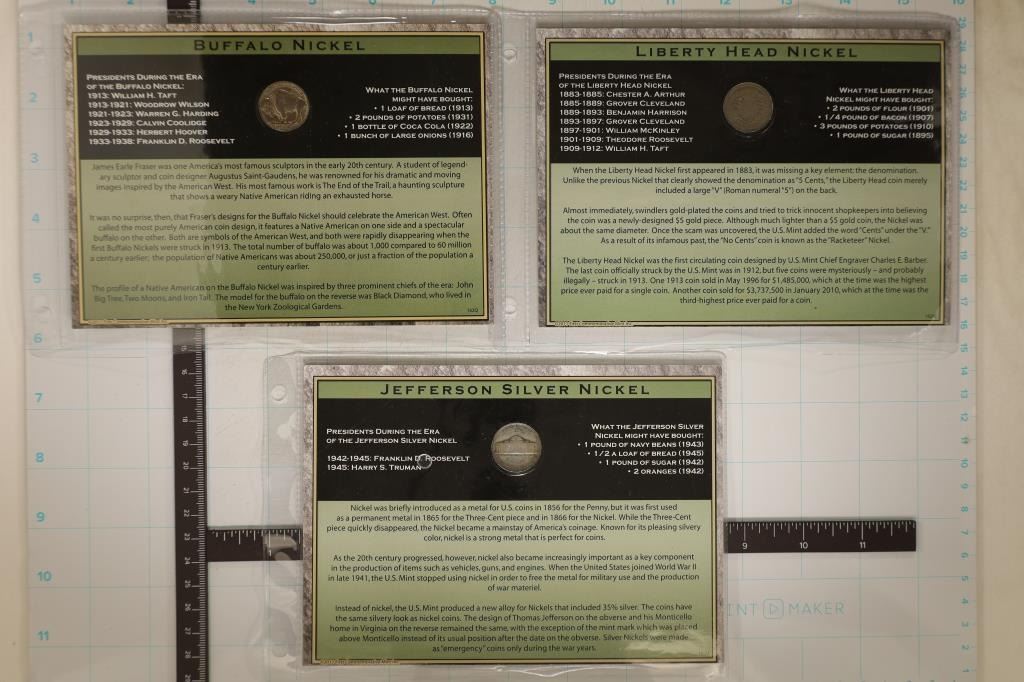 BUFFALO NICKEL
PRESIDENTS DURING THE ERA
OF THE BUFFALO NICKEL:
1913: WILLIAM H. TAFT
1913-1921: WOODROW WILSON
1921-1923: WARREN G. HARDING
1923-1929: CALVIN COOLIDGE
1929-1933: HERBERT HOOVER
1933-1938: FRANKLIN D. ROOSEVELT
WHAT THE BUFFALO NICKEL
MIGHT HAVE BOUGHT:
• 1 LOAF OF BREAD (1913)
• 2 POUNDS OF POTATOES (1931)
• 1 BOTTLE OF COCA COLA (1922)
• 1 BUNCH OF LARGE ONIONS (1916)
James Earle Fraser was one America's most famous sculptors in the early 20th century. A student of legend-
ary sculptor and coin designer Augustus Saint-Gaudens, he was renowned for his dramatic and moving
images inspired by the American West. His most famous work is The End of the Trail, a haunting sculpture
that shows a weary Native American riding an exhausted horse.
It was no surprise, then, that Fraser's designs for the Buffalo Nickel should celebrate the American West. Often
called the most purely American coin design, it features a Native American on one side and a spectacular
buffalo on the other. Both are symbols of the American West, and both were rapidly disappearing when the
first Buffalo Nickels were struck in 1913. The total number of buffalo was about 1,000 compared to 60 million
a century earlier; the population of Native Americans was about 250,000, or just a fraction of the population a
century earlier.
The profile of a Native American on the Buffalo Nickel was inspired by three prominent chiefs of the era: John
Big Tree, Two Moons, and Iron Tail. The model for the buffalo on the reverse was Black Diamond, who lived in
the New York Zoological Gardens.
LIBERTY HEAD NICKEL
PRESIDENTS DURING THE ERA
OF THE LIBERTY HEAD NICKEL
1883-1885: CHESTER A. ARTHUR
1885-1889: GROVER CLEVELAND
1889-1893: BENJAMIN HARRISON
1893-1897: GROVER CLEVELAND
1897-1901: WILLIAM MCKINLEY
1901-1909: THEODORE ROOSEVELT
1909-1912: WILLIAM H. TAFT
WHAT THE LIBERTY HEAD
NICKEL MIGHT HAVE BOUGHT:
• 2 POUNDS OF FLOUR (1901)
• 1/4 POUND OF BACON (1907)
• 3 POUNDS OF POTATOES (1910)
• 1 POUND OF SUGAR (1895)
When the Liberty Head Nickel first appeared in 1883, it was missing a key element: the denomination.
Unlike the previous Nickel that clearly showed the denomination as "5 Cents," the Liberty Head coin merely
included a large "V" (Roman numeral "5") on the back.
Almost immediately, swindlers gold-plated the coins and tried to trick innocent shopkeepers into believing
the coin was a newly-designed $5 gold piece. Although much lighter than a $5 gold coin, the Nickel was
about the same diameter. Once the scam was uncovered, the U.S. Mint added the word "Cents" under the "V."
As a result of its infamous past, the "No Cents" coin is known as the "Racketeer" Nickel.
The Liberty Head Nickel was the first circulating coin designed by U.S. Mint Chief Engraver Charles E. Barber.
The last coin officially struck by the U.S. Mint was in 1912, but five coins were mysteriously – and probably
illegally – struck in 1913. One 1913 coin sold in May 1996 for $1,485,000, which at the time was the highest
price ever paid for a single coin. Another coin sold for $3,737,500 in January 2010, which at the time was the
third-highest price ever paid for a coin.
JEFFERSON SILVER NICKEL
PRESIDENTS DURING THE ERA
OF THE JEFFERSON SILVER NICKEL
1942-1945: FRANKLIN D. ROOSEVELT
1945: HARRY S. TRUMAN
WHAT THE JEFFERSON SILVER
NICKEL MIGHT HAVE BOUGHT:
• 1 POUND OF NAVY BEANS (1943)
• 1/2 A LOAF OF BREAD (1945)
• 1 POUND OF SUGAR (1942)
• 2 ORANGES (1942)
Nickel was briefly introduced as a metal for U.S. coins in 1856 for the Penny, but it was first used
as a permanent metal in 1865 for the Three-Cent piece and in 1866 for the Nickel. While the Three-Cent
piece quickly disappeared, the Nickel became a mainstay of America's coinage. Known for its pleasing silvery
color, nickel is a strong metal that is perfect for coins.
As the 20th century progressed, however, nickel also became increasingly important as a key component
in the production of items such as vehicles, guns, and engines. When the United States joined World War II
in late 1941, the U.S. Mint stopped using nickel in order to free the metal for military use and the production
of war materiel.
Instead of nickel, the U.S. Mint produced a new alloy for Nickels that included 35% silver. The coins have
the same silvery look as nickel coins. The design of Thomas Jefferson on the obverse and his Monticello
home in Virginia on the reverse remained the same, with the exception of the mint mark which was placed
above Monticello instead of its usual position after the date on the obverse. Silver Nickels were made
as "emergency" coins only during the war years.
9 10 11
INT MAKER
1
2
3
4
5
6
7
8
9
10
11